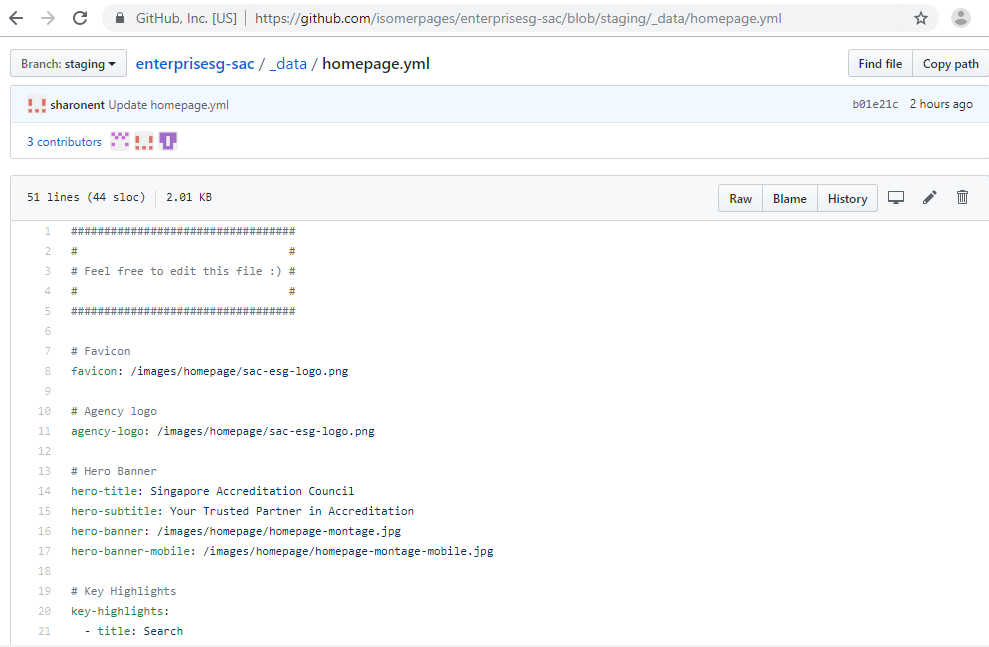 GitHub, Inc. [US] | https://github.com/isomerpages/enterprisesg-sac/blob/staging/_data/homepage.yml
Branch: staging enterprisesg-sac / _data / homepage.yml Find file Copy path
sharonent Update homepage.yml b01e21c 2 hours ago
3 contributors
51 lines (44 sloc) 2.01 KB Raw Blame History
1 ##################################
2 # #
3 # Feel free to edit this file :) #
4 # #
5 ##################################
6
7 # Favicon
8 favicon: /images/homepage/sac-esg-logo.png
9
10 # Agency logo
11 agency-logo: /images/homepage/sac-esg-logo.png
12
13 # Hero Banner
14 hero-title: Singapore Accreditation Council
15 hero-subtitle: Your Trusted Partner in Accreditation
16 hero-banner: /images/homepage/homepage-montage.jpg
17 hero-banner-mobile: /images/homepage/homepage-montage-mobile.jpg
18
19 # Key Highlights
20 key-highlights:
21 - title: Search